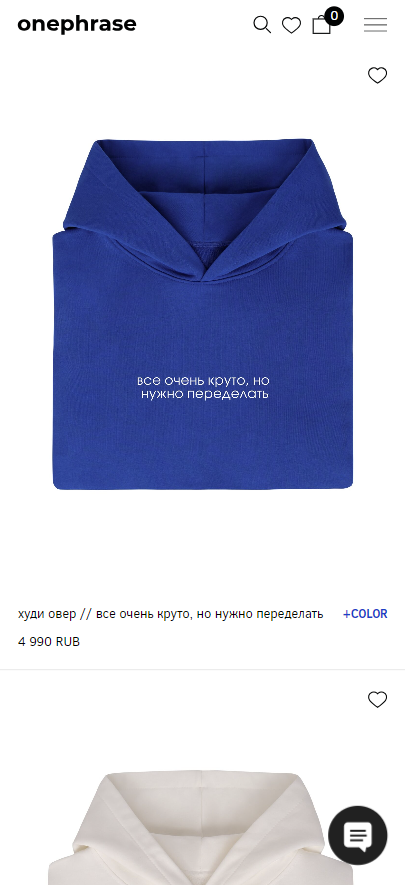 onephrase
0
все очень круто, но
нужно переделать
худи овер // все очень круто, но нужно переделать
+COLOR
4 990 RUB